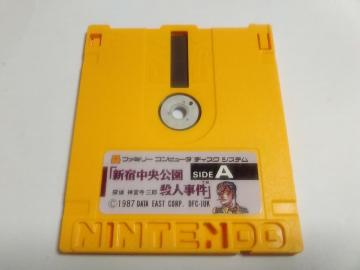 ファミリー コンピュータ ディスク システム
「新宿中央公園
SIDE A
探偵 神宮寺三郎 殺人事件」
©1987 DATA EAST CORP. DFC-JUK
NINTENDO